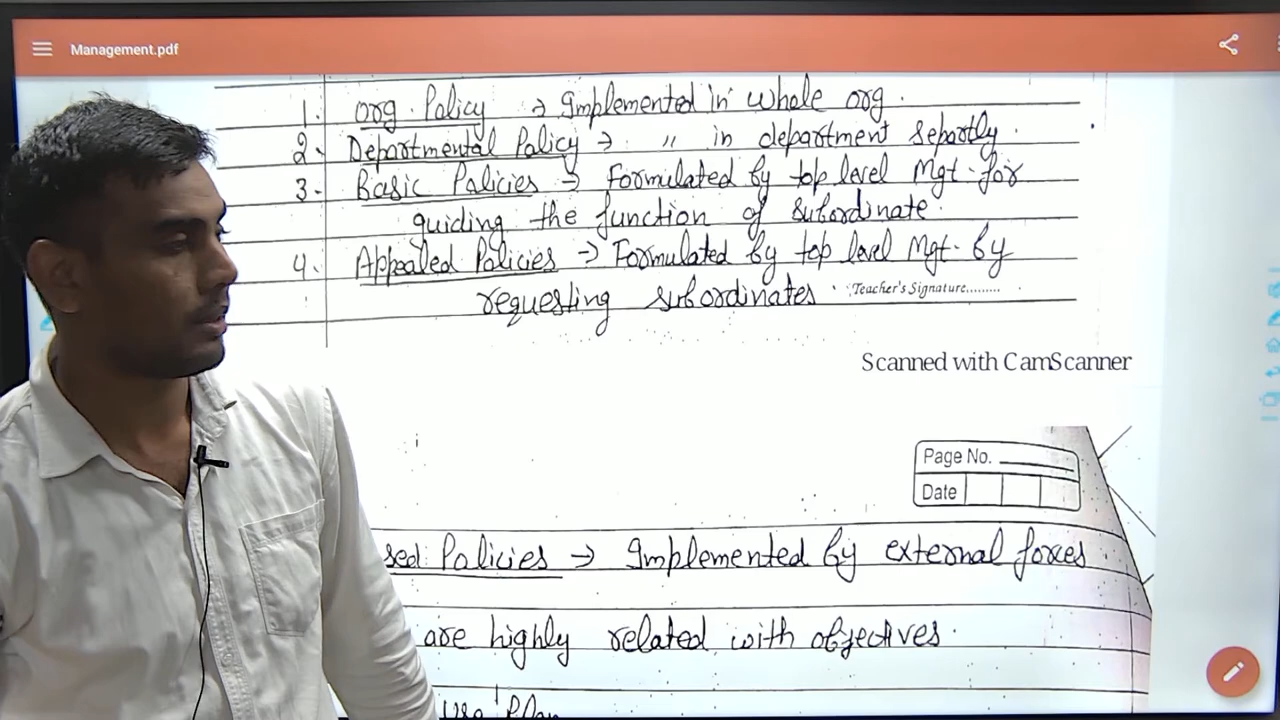 Management.pdf
1. Org. Policy → Implemented in whole org.
2. Departmental Policy → " in department separtly.
3. Basic Policies → Formulated by top level Mgt. for
guiding the function of subordinate.
4. Appealed Policies → Formulated by top level Mgt. by
requesting subordinates.
Teacher's Signature.........
Scanned with CamScanner
Page No.
Date
sed Policies → Implemented by external forces.
are highly related with objectives.
Plan